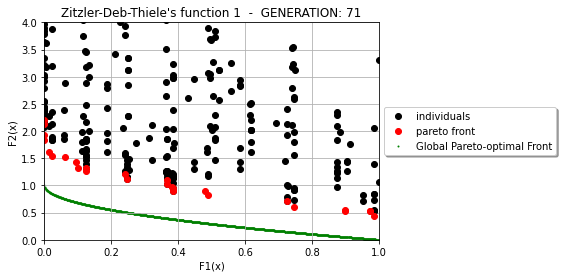 Zitzler-Deb-Thiele's function 1 - GENERATION: 71
4.0
3.5
3.0
2.5
2.0
1.5
1.0
0.5
0.0
F2(x)
0.0 0.2 0.4 0.6 0.8 1.0
F1(x)
individuals
pareto front
Global Pareto-optimal Front